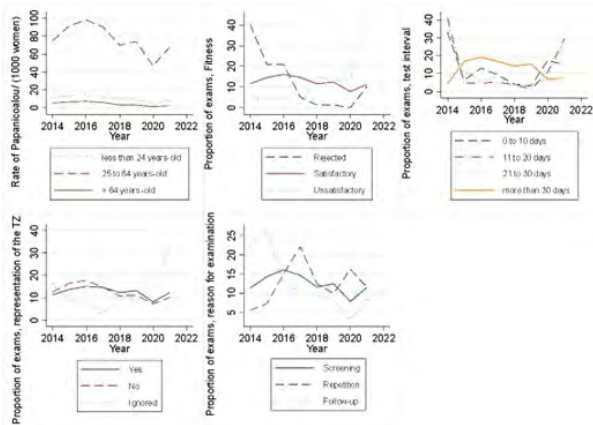 Rate of Papanicoalou/ (1000 women)
100
80
60
40
20
0
2014 2016 2018 2020 2022
Year
less than 24 years-old
25 to 64 years-old
+ 64 years-old
Proportion of exams, Fitness
40
30
20
10
0
2014 2016 2018 2020 2022
Year
Rejected
Satisfactory
Unsatisfactory
Proportion of exams, test interval
40
30
20
10
0
2014 2016 2018 2020 2022
Year
0 to 10 days
11 to 20 days
21 to 30 days
more than 30 days
Proportion of exams, representation of the TZ
40
30
20
10
0
2014 2016 2018 2020 2022
Year
Yes
No
Ignored
Proportion of exams, reason for examination
25
20
15
10
5
2014 2016 2018 2020 2022
Year
Screening
Repetition
Follow-up